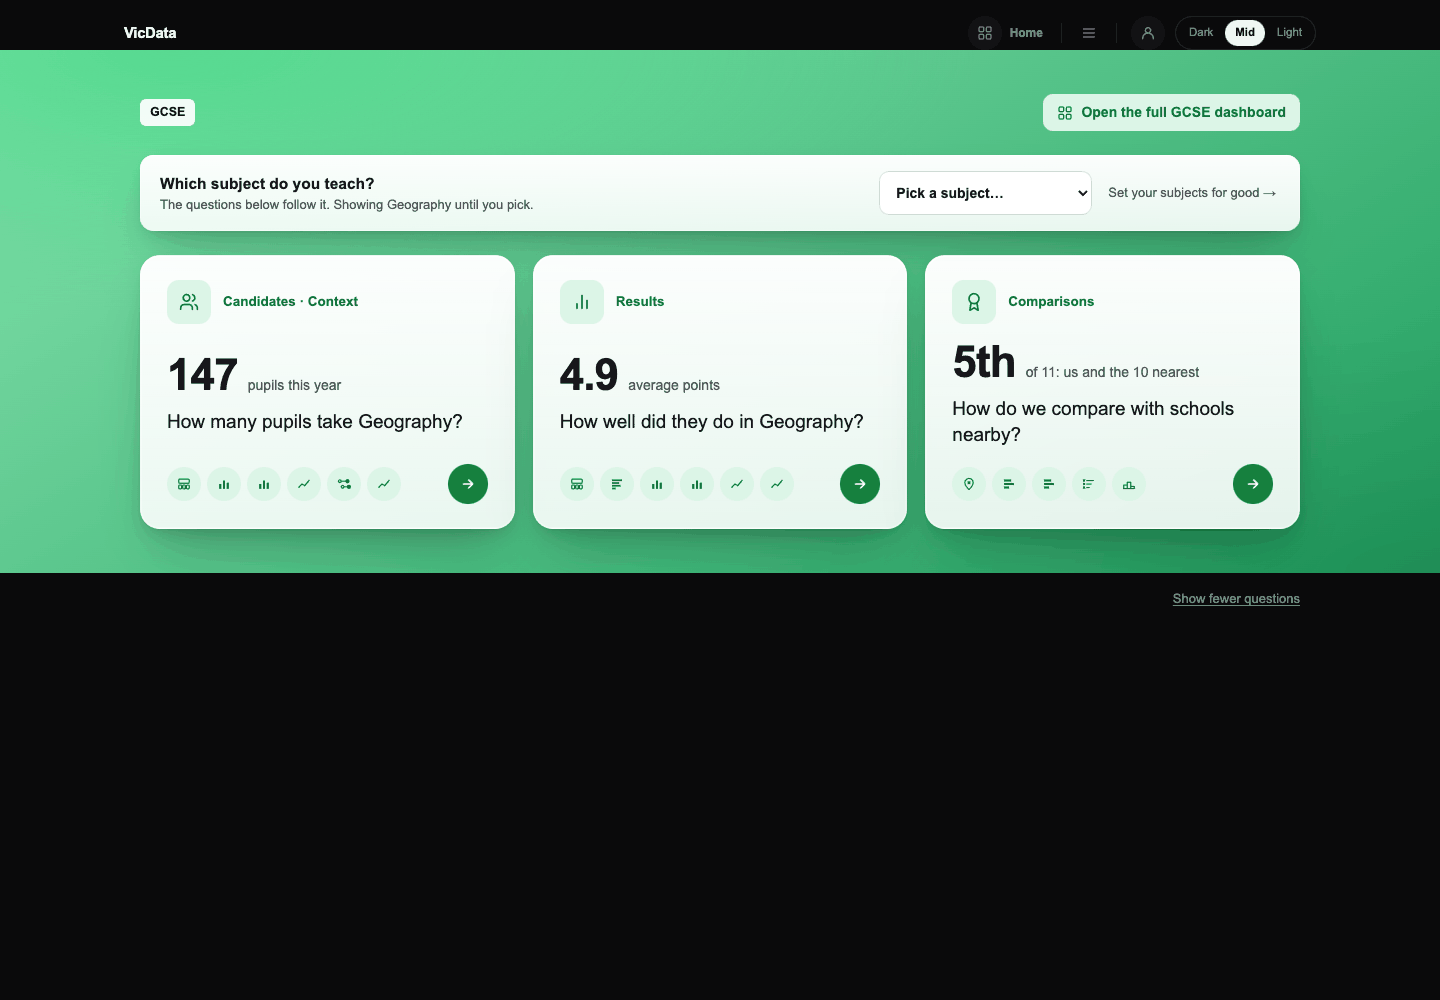 VicData
Home
Dark Mid Light
GCSE
Open the full GCSE dashboard
Which subject do you teach?
The questions below follow it. Showing Geography until you pick.
Pick a subject...
Set your subjects for good →
Candidates · Context
147 pupils this year
How many pupils take Geography?
Results
4.9 average points
How well did they do in Geography?
Comparisons
5th of 11: us and the 10 nearest
How do we compare with schools
nearby?
Show fewer questions